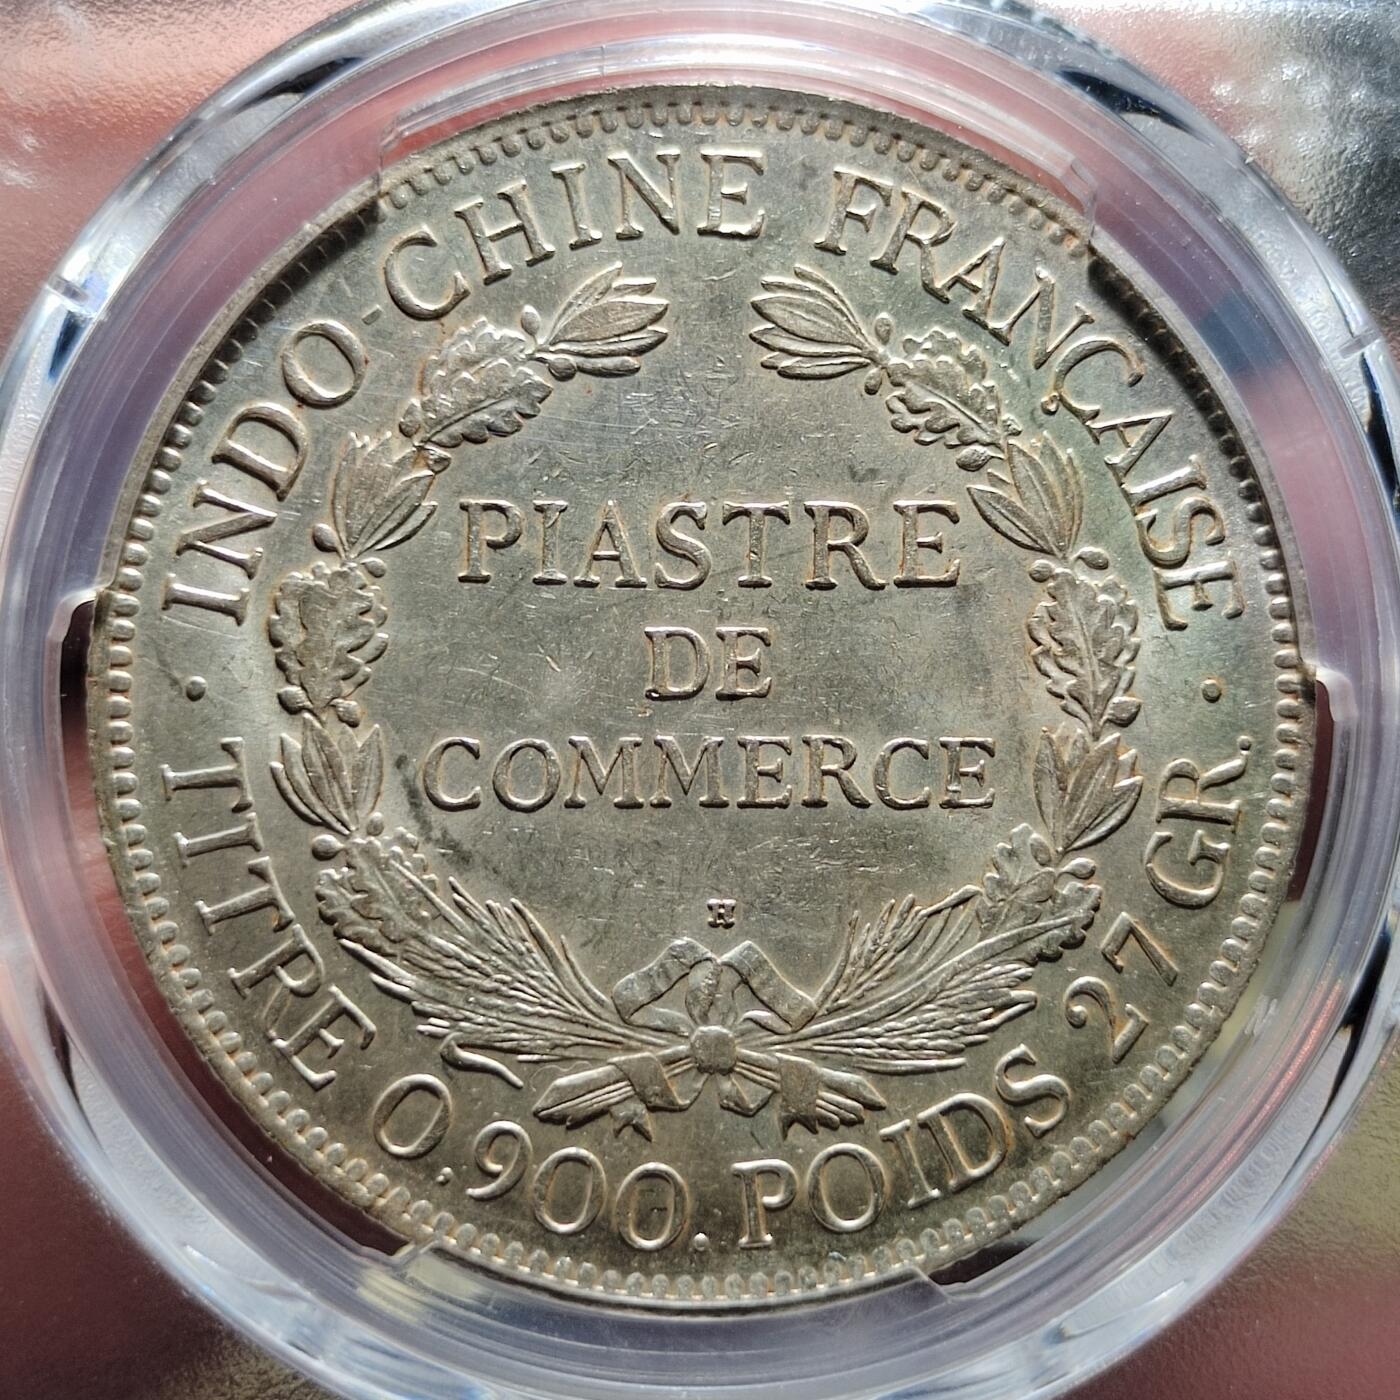 INDO-CHINE FRANÇAISE
PIASTRE
DE
COMMERCE
H
· TITRE 0,900. POIDS 27 GR. ·